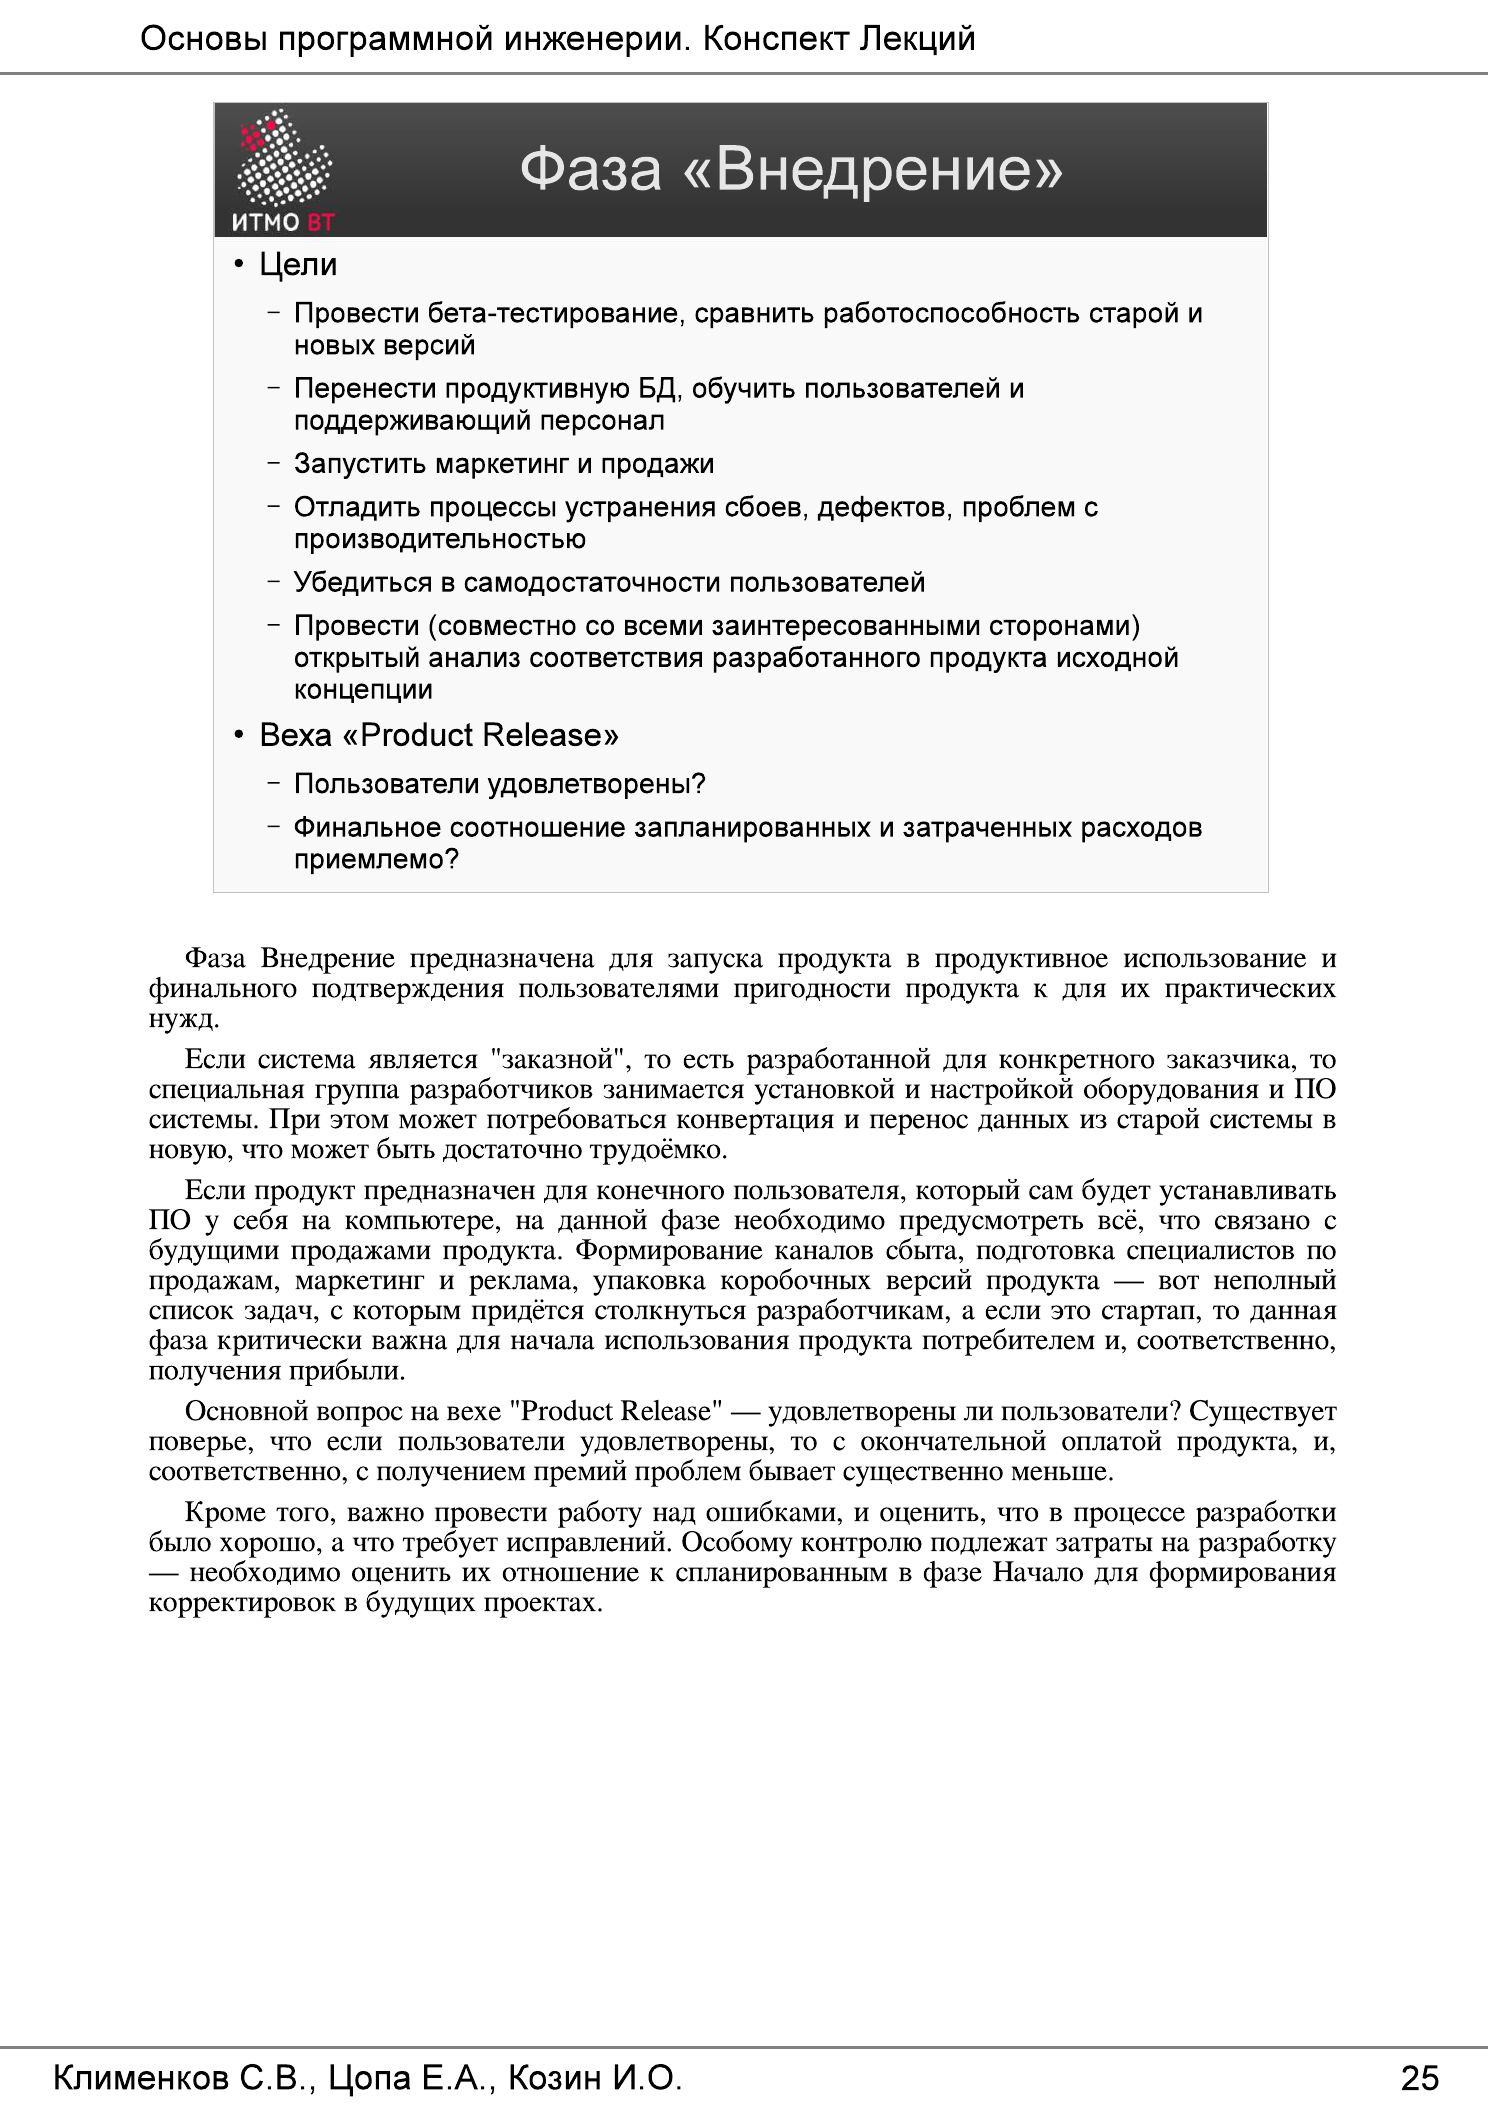 Основы программной инженерии. Конспект Лекций
ИТМО ВТ
Фаза «Внедрение»
• Цели
– Провести бета-тестирование, сравнить работоспособность старой и
новых версий
– Перенести продуктивную БД, обучить пользователей и
поддерживающий персонал
– Запустить маркетинг и продажи
– Отладить процессы устранения сбоев, дефектов, проблем с
производительностью
– Убедиться в самодостаточности пользователей
– Провести (совместно со всеми заинтересованными сторонами)
открытый анализ соответствия разработанного продукта исходной
концепции
• Веха «Product Release»
– Пользователи удовлетворены?
– Финальное соотношение запланированных и затраченных расходов
приемлемо?
Фаза Внедрение предназначена для запуска продукта в продуктивное использование и
финального подтверждения пользователями пригодности продукта к для их практических
нужд.
Если система является "заказной", то есть разработанной для конкретного заказчика, то
специальная группа разработчиков занимается установкой и настройкой оборудования и ПО
системы. При этом может потребоваться конвертация и перенос данных из старой системы в
новую, что может быть достаточно трудоёмко.
Если продукт предназначен для конечного пользователя, который сам будет устанавливать
ПО у себя на компьютере, на данной фазе необходимо предусмотреть всё, что связано с
будущими продажами продукта. Формирование каналов сбыта, подготовка специалистов по
продажам, маркетинг и реклама, упаковка коробочных версий продукта — вот неполный
список задач, с которым придётся столкнуться разработчикам, а если это стартап, то данная
фаза критически важна для начала использования продукта потребителем и, соответственно,
получения прибыли.
Основной вопрос на вехе "Product Release" — удовлетворены ли пользователи? Существует
поверье, что если пользователи удовлетворены, то с окончательной оплатой продукта, и,
соответственно, с получением премий проблем бывает существенно меньше.
Кроме того, важно провести работу над ошибками, и оценить, что в процессе разработки
было хорошо, а что требует исправлений. Особому контролю подлежат затраты на разработку
— необходимо оценить их отношение к спланированным в фазе Начало для формирования
корректировок в будущих проектах.
Клименков С.В., Цопа Е.А., Козин И.О.
25